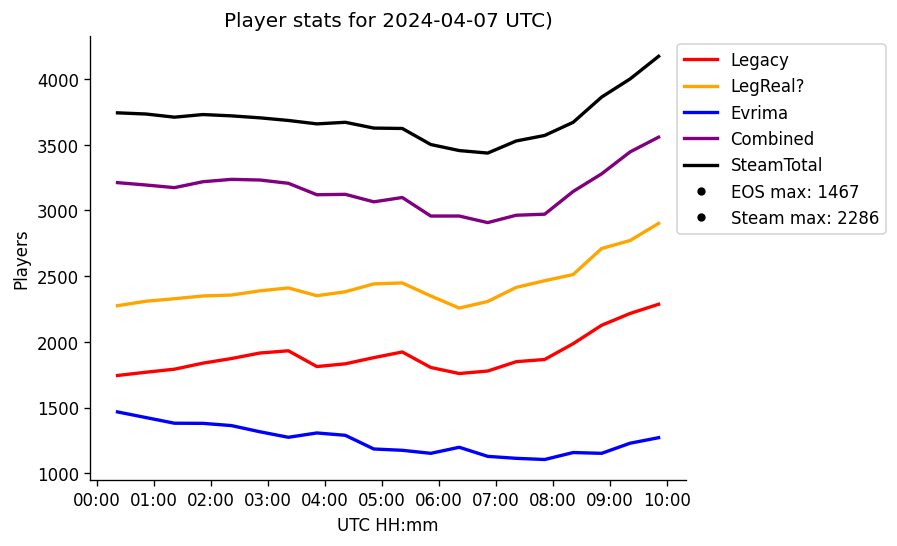 Player stats for 2024-04-07 UTC)
Players
4000
3500
3000
2500
2000
1500
1000
00:00 01:00 02:00 03:00 04:00 05:00 06:00 07:00 08:00 09:00 10:00
UTC HH:mm
Legacy
LegReal?
Evrima
Combined
SteamTotal
EOS max: 1467
Steam max: 2286